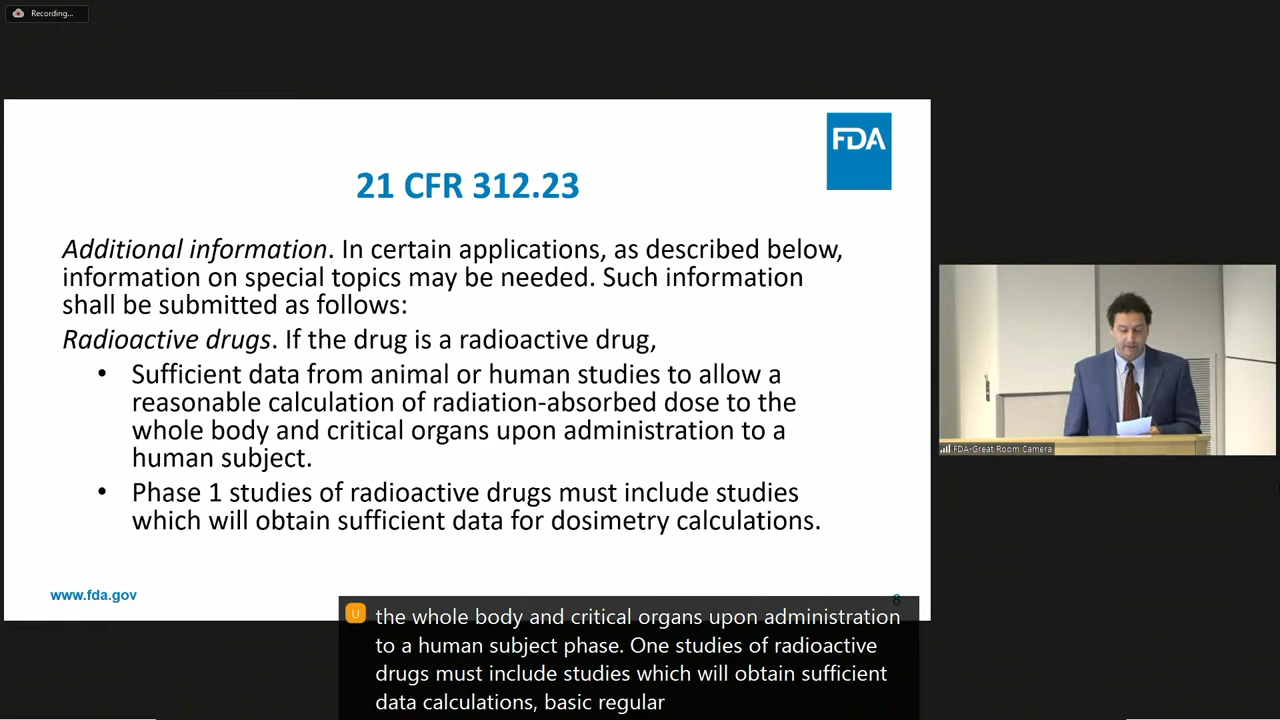 Recording...
FDA
21 CFR 312.23
Additional information. In certain applications, as described below,
information on special topics may be needed. Such information
shall be submitted as follows:
Radioactive drugs. If the drug is a radioactive drug,
• Sufficient data from animal or human studies to allow a
reasonable calculation of radiation-absorbed dose to the
whole body and critical organs upon administration to a
human subject.
• Phase 1 studies of radioactive drugs must include studies
which will obtain sufficient data for dosimetry calculations.
www.fda.gov
8
FDA-Great Room Camera
U
the whole body and critical organs upon administration
to a human subject phase. One studies of radioactive
drugs must include studies which will obtain sufficient
data calculations, basic regular